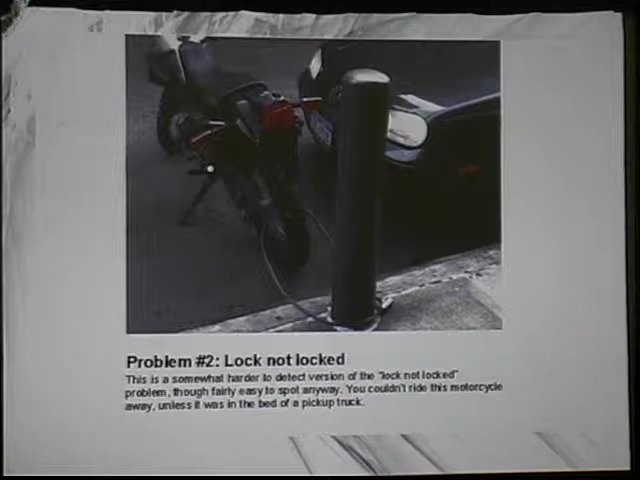 Problem #2: Lock not locked
This is a somewhat harder to detect version of the "lock not locked"
problem, though fairly easy to spot anyway. You couldn't ride this motorcycle
away, unless it was in the bed of a pickup truck.